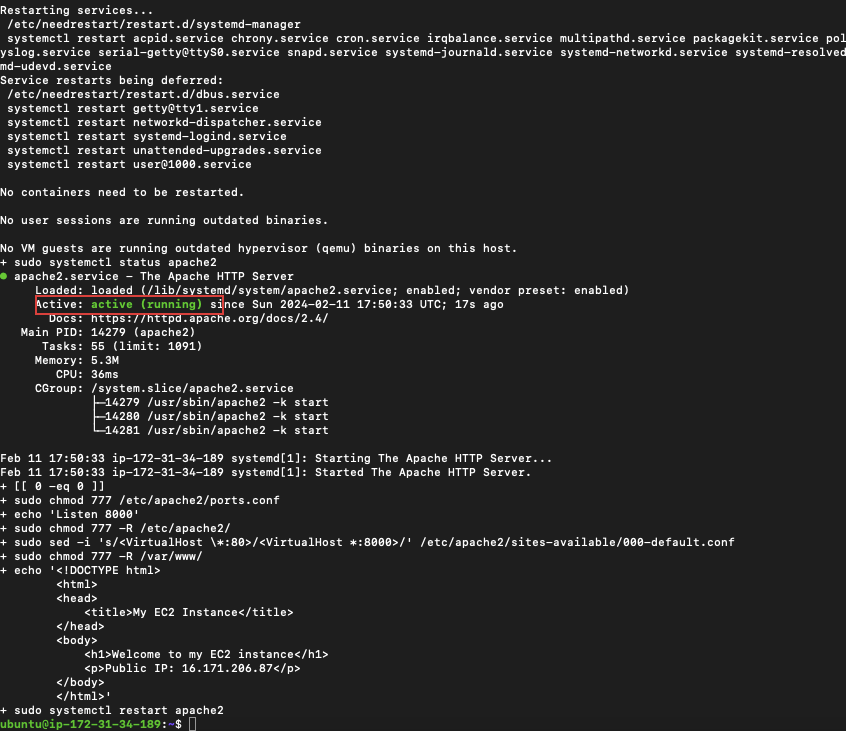 Restarting services...
/etc/needrestart/restart.d/systemd-manager
systemctl restart acpid.service chrony.service cron.service irqbalance.service multipathd.service packagekit.service pol
yslog.service serial-getty@ttyS0.service snapd.service systemd-journald.service systemd-networkd.service systemd-resolved
md-udevd.service
Service restarts being deferred:
/etc/needrestart/restart.d/dbus.service
systemctl restart getty@tty1.service
systemctl restart networkd-dispatcher.service
systemctl restart systemd-logind.service
systemctl restart unattended-upgrades.service
systemctl restart user@1000.service
No containers need to be restarted.
No user sessions are running outdated binaries.
No VM guests are running outdated hypervisor (qemu) binaries on this host.
+ sudo systemctl status apache2
● apache2.service - The Apache HTTP Server
Loaded: loaded (/lib/systemd/system/apache2.service; enabled; vendor preset: enabled)
Active: active (running) since Sun 2024-02-11 17:50:33 UTC; 17s ago
Docs: https://httpd.apache.org/docs/2.4/
Main PID: 14279 (apache2)
Tasks: 55 (limit: 1091)
Memory: 5.3M
CPU: 36ms
CGroup: /system.slice/apache2.service
├─14279 /usr/sbin/apache2 -k start
├─14280 /usr/sbin/apache2 -k start
└─14281 /usr/sbin/apache2 -k start
Feb 11 17:50:33 ip-172-31-34-189 systemd[1]: Starting The Apache HTTP Server...
Feb 11 17:50:33 ip-172-31-34-189 systemd[1]: Started The Apache HTTP Server.
+ [[ 0 -eq 0 ]]
+ sudo chmod 777 /etc/apache2/ports.conf
+ echo 'Listen 8000'
+ sudo chmod 777 -R /etc/apache2/
+ sudo sed -i 's/<VirtualHost \*:80>/<VirtualHost *:8000>/' /etc/apache2/sites-available/000-default.conf
+ sudo chmod 777 -R /var/www/
+ echo '<!DOCTYPE html>
<html>
<head>
<title>My EC2 Instance</title>
</head>
<body>
<h1>Welcome to my EC2 instance</h1>
<p>Public IP: 16.171.206.87</p>
</body>
</html>'
+ sudo systemctl restart apache2
ubuntu@ip-172-31-34-189:~$